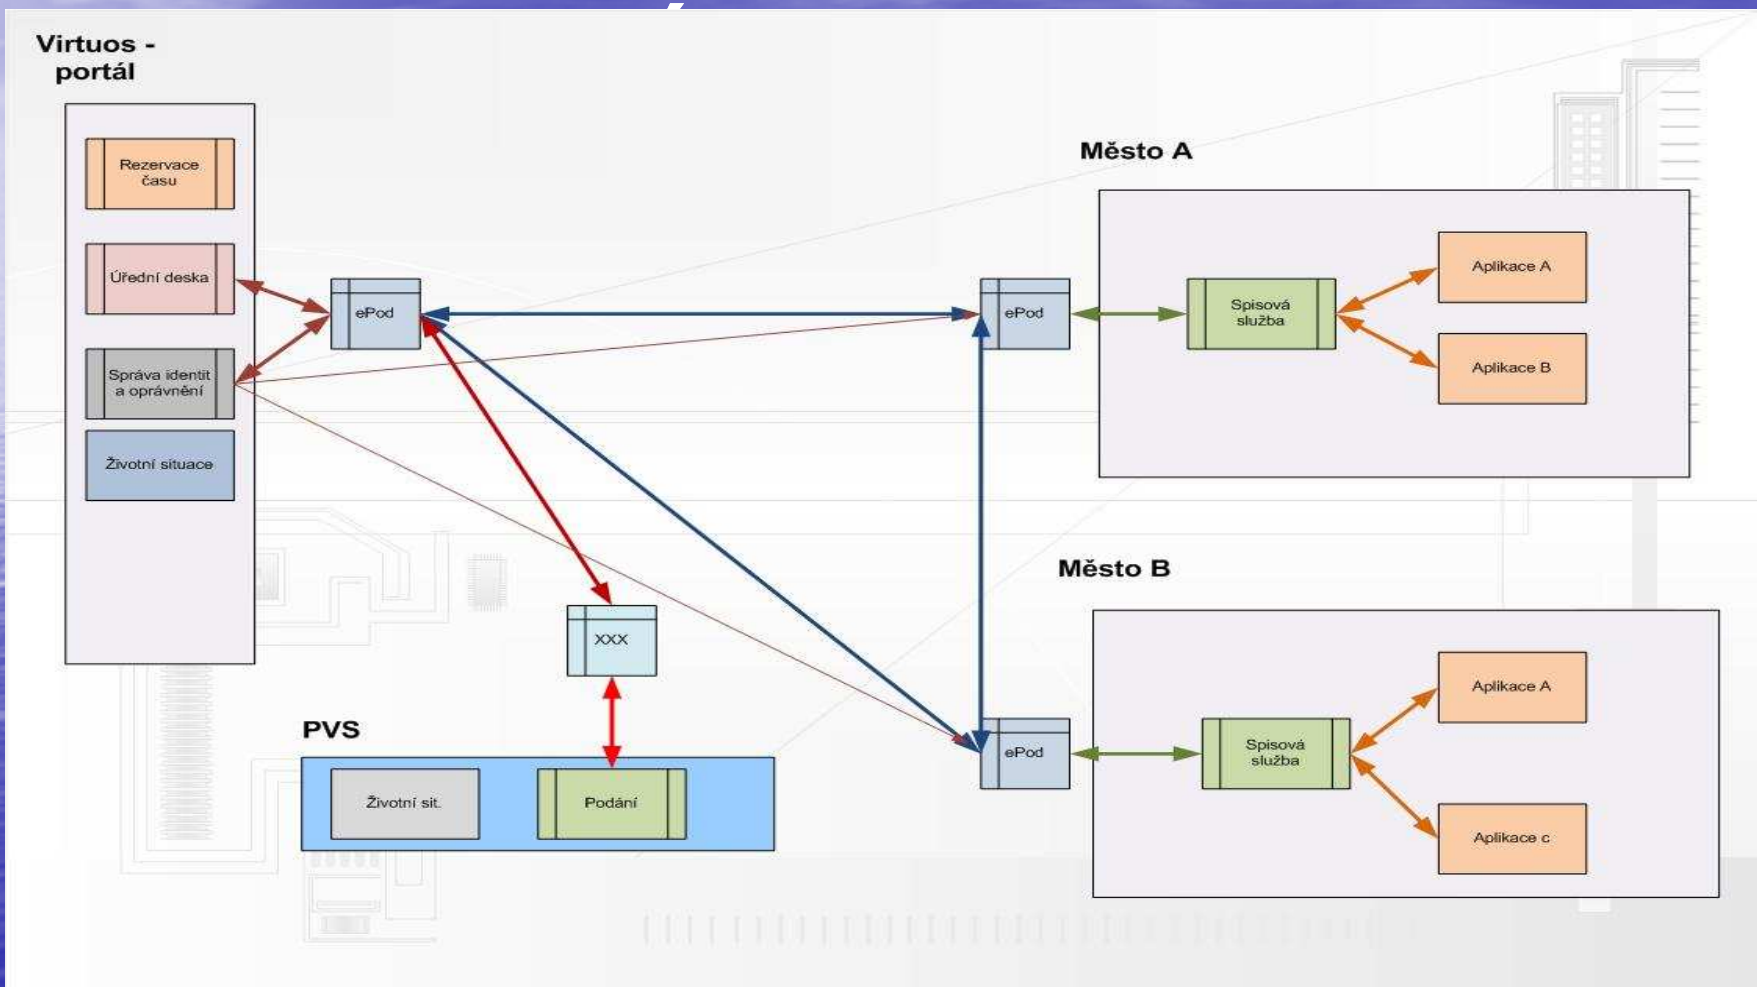 Virtuos -
portál
Rezervace
času
Úřední deska
Správa identit
a oprávnění
Životní situace
ePod
XXX
PVS
Životní sit.
Podání
Město A
ePod
Spisová
služba
Aplikace A
Aplikace B
Město B
ePod
Spisová
služba
Aplikace A
Aplikace c